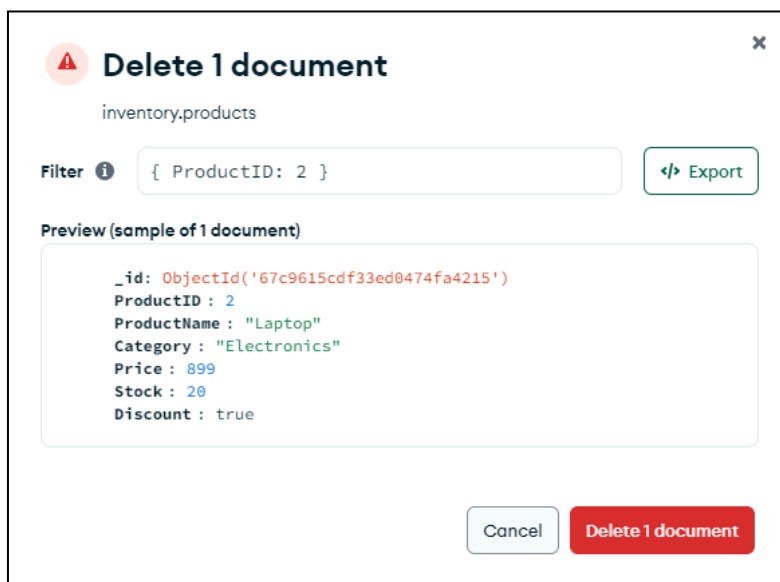 Delete 1 document
inventory.products
Filter { ProductID: 2 } </> Export
Preview (sample of 1 document)
_id: ObjectId('67c9615cdf33ed0474fa4215')
ProductID : 2
ProductName : "Laptop"
Category : "Electronics"
Price : 899
Stock : 20
Discount : true
Cancel Delete 1 document